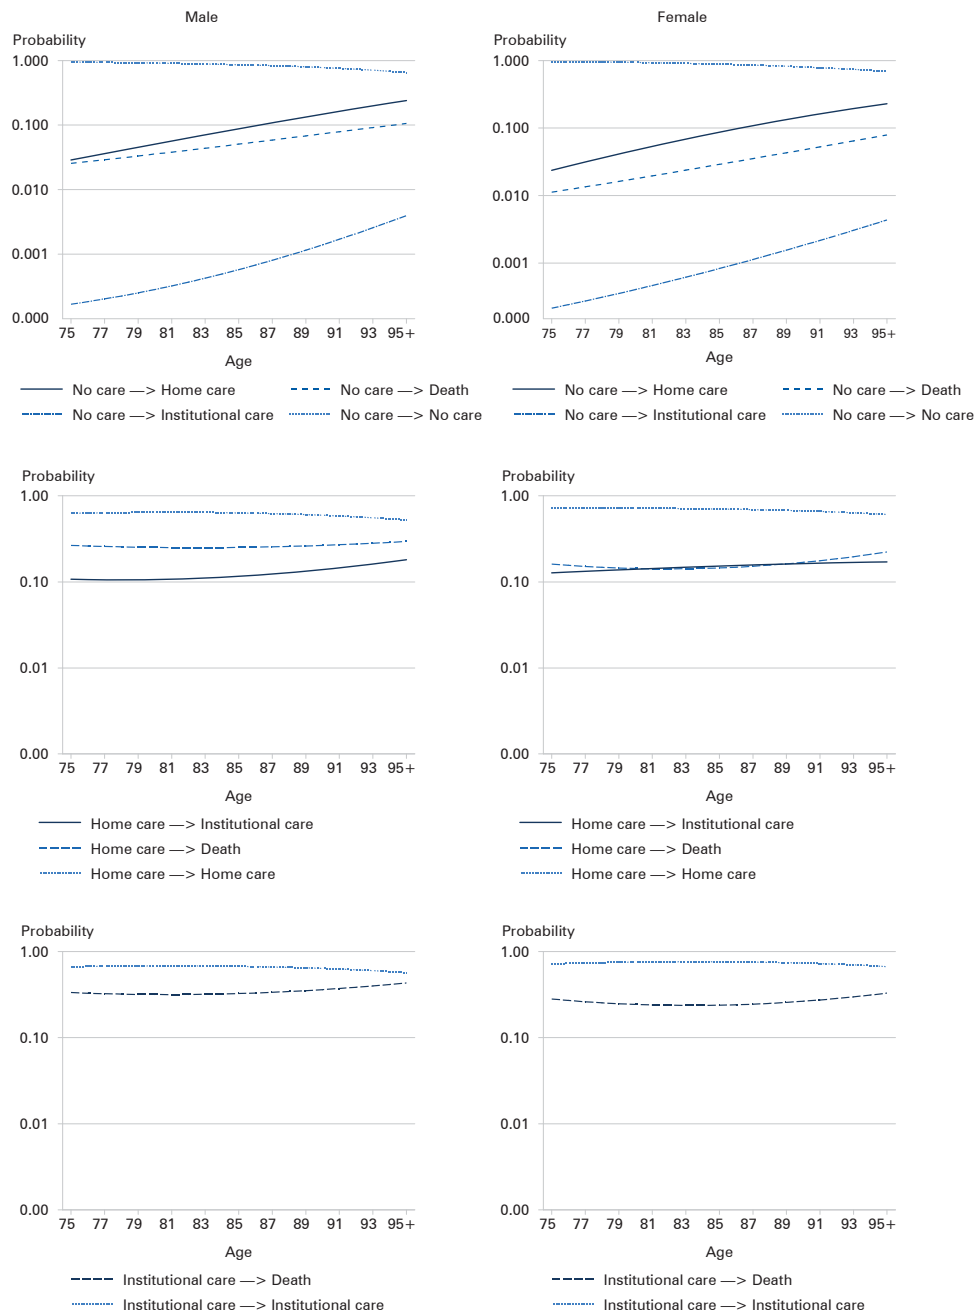 Male
Probability
1.000
0.100
0.010
0.001
0.000
75 77 79 81 83 85 87 89 91 93 95+
Age
No care —> Home care
No care —> Death
No care —> Institutional care
No care —> No care
Female
Probability
1.000
0.100
0.010
0.001
0.000
75 77 79 81 83 85 87 89 91 93 95+
Age
No care —> Home care
No care —> Death
No care —> Institutional care
No care —> No care
Probability
1.00
0.10
0.01
0.00
75 77 79 81 83 85 87 89 91 93 95+
Age
Home care —> Institutional care
Home care —> Death
Home care —> Home care
Probability
1.00
0.10
0.01
0.00
75 77 79 81 83 85 87 89 91 93 95+
Age
Home care —> Institutional care
Home care —> Death
Home care —> Home care
Probability
1.00
0.10
0.01
0.00
75 77 79 81 83 85 87 89 91 93 95+
Age
Institutional care —> Death
Institutional care —> Institutional care
Probability
1.00
0.10
0.01
0.00
75 77 79 81 83 85 87 89 91 93 95+
Age
Institutional care —> Death
Institutional care —> Institutional care